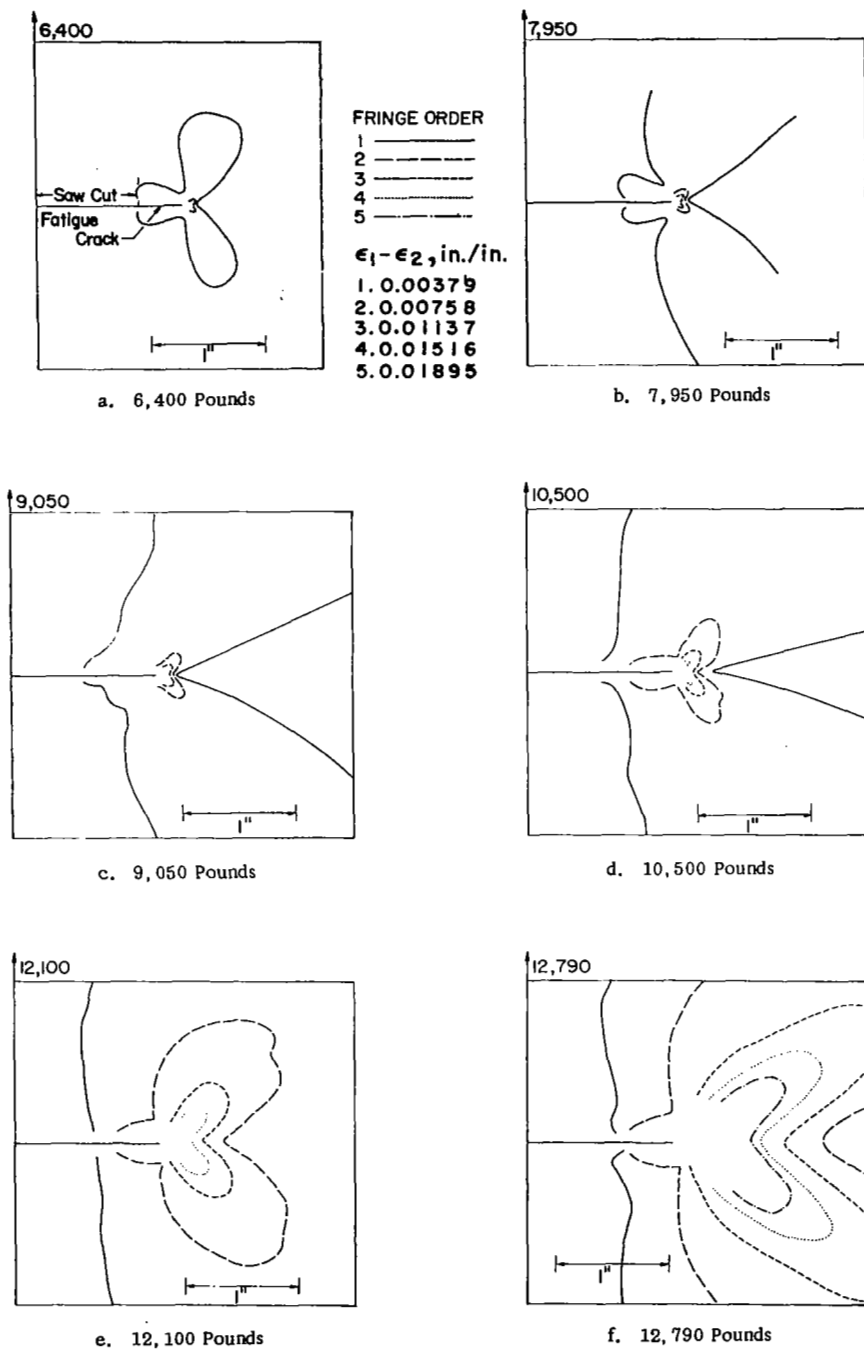 6,400
Saw Cut
Fatigue
Crack
1"
a. 6,400 Pounds
FRINGE ORDER
1
2
3
4
5
ϵ1-ϵ2, in./in.
1. 0.00379
2. 0.00758
3. 0.01137
4. 0.01516
5. 0.01895
7,950
1"
b. 7,950 Pounds
9,050
1"
c. 9,050 Pounds
10,500
1"
d. 10,500 Pounds
12,100
1"
e. 12,100 Pounds
12,790
1"
f. 12,790 Pounds